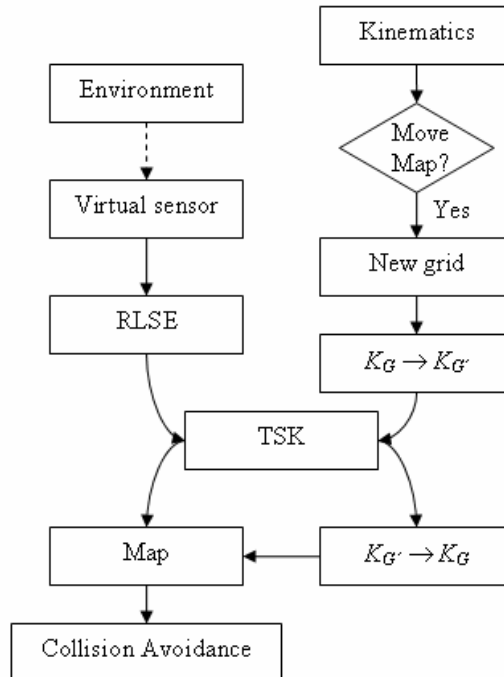 Kinematics
Environment
Move
Map?
Yes
Virtual sensor
New grid
RLSE
K_G → K_G′
TSK
Map
K_G′ → K_G
Collision Avoidance